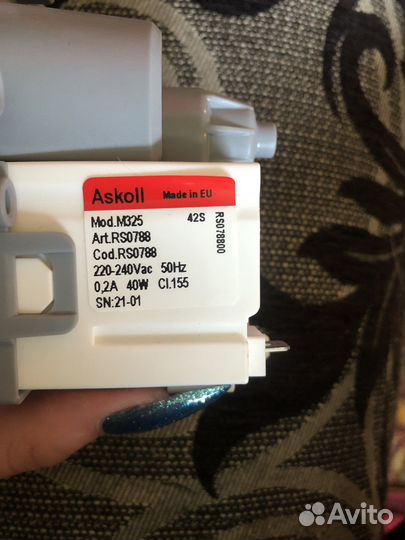 Askoll Made in EU
Mod.M325 42S
Art.RS0788
Cod.RS0788
220-240Vac 50Hz
0,2A 40W Cl.155
SN:21-01
RS078800
Avito